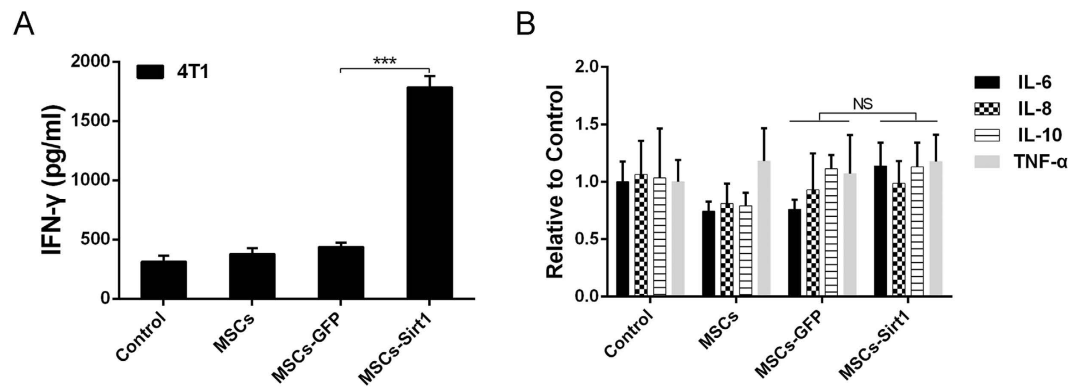 A
IFN-γ (pg/ml)
2000
1500
1000
500
0
4T1
***
Control
MSCs
MSCs-GFP
MSCs-Sirt1
B
Relative to Control
2.0
1.5
1.0
0.5
0.0
NS
Control
MSCs
MSCs-GFP
MSCs-Sirt1
IL-6
IL-8
IL-10
TNF-α